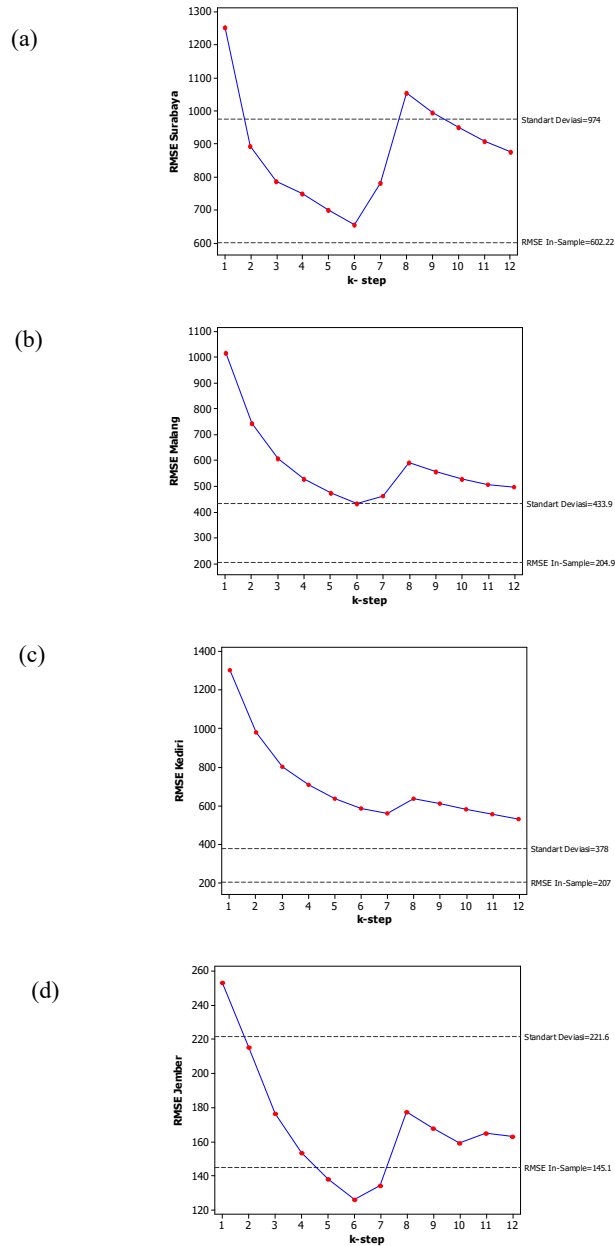 (a)
1300
1200
1100
1000
900
800
700
600
RMSE Surabaya
Standart Deviasi=974
RMSE In-Sample=602.22
1 2 3 4 5 6 7 8 9 10 11 12
k- step
(b)
1100
1000
900
800
700
600
500
400
300
200
RMSE Malang
Standart Deviasi=433.9
RMSE In-Sample=204.9
1 2 3 4 5 6 7 8 9 10 11 12
k-step
(c)
1400
1200
1000
800
600
400
200
RMSE Kediri
Standart Deviasi=378
RMSE In-Sample=207
1 2 3 4 5 6 7 8 9 10 11 12
k-step
(d)
260
240
220
200
180
160
140
120
RMSE Jember
Standart Deviasi=221.6
RMSE In-Sample=145.1
1 2 3 4 5 6 7 8 9 10 11 12
k-step